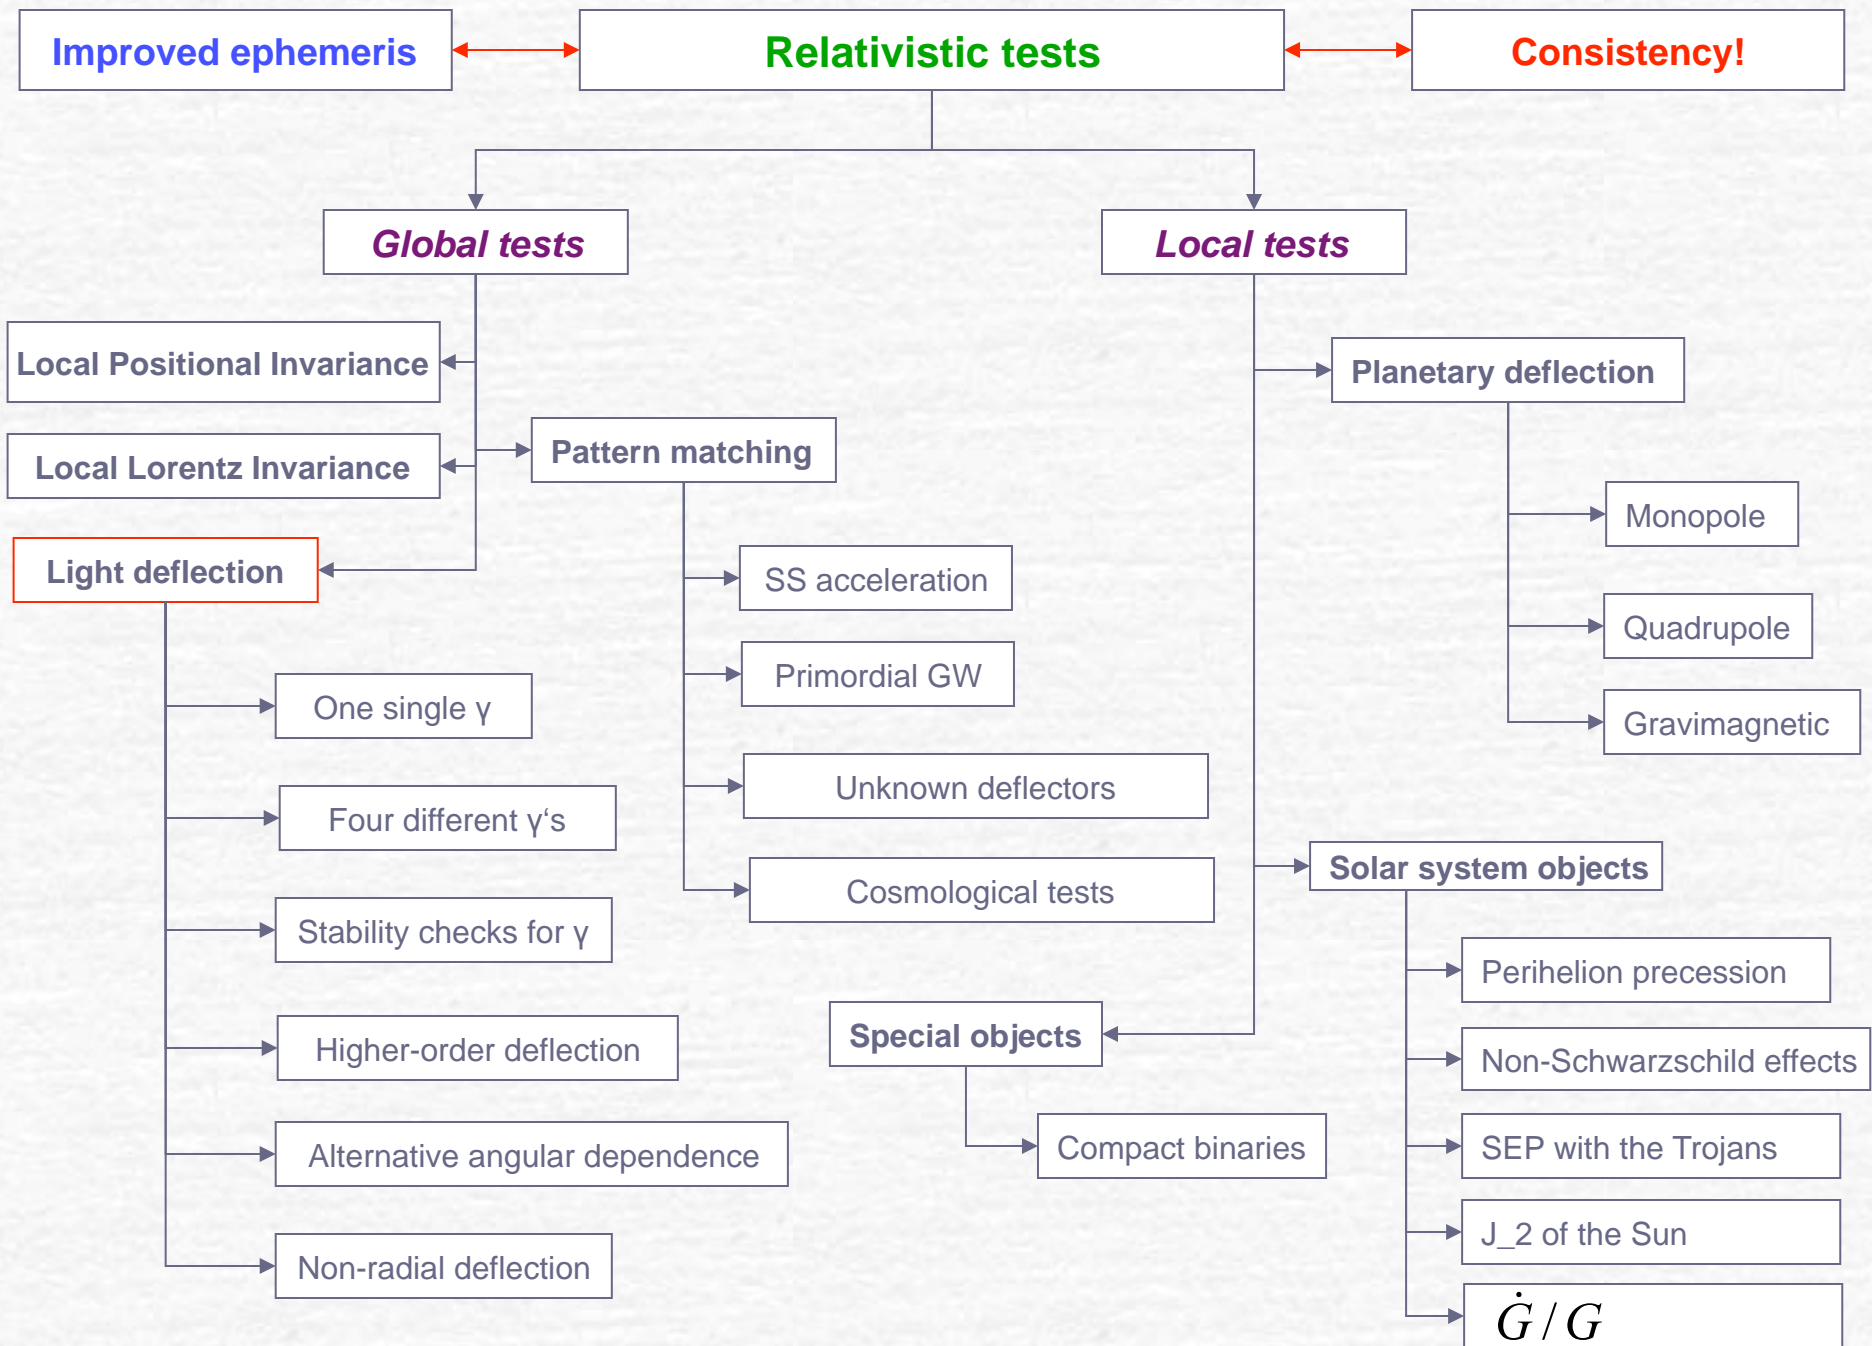 Improved ephemeris
Relativistic tests
Consistency!
Global tests
Local tests
Local Positional Invariance
Local Lorentz Invariance
Light deflection
One single γ
Four different γ‘s
Stability checks for γ
Higher-order deflection
Alternative angular dependence
Non-radial deflection
Pattern matching
SS acceleration
Primordial GW
Unknown deflectors
Cosmological tests
Planetary deflection
Monopole
Quadrupole
Gravimagnetic
Solar system objects
Perihelion precession
Non-Schwarzschild effects
SEP with the Trojans
J_2 of the Sun
Ġ / G
Special objects
Compact binaries